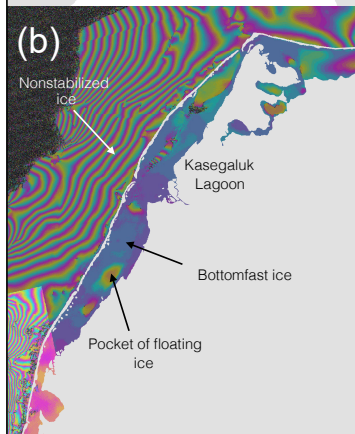 (b)
Nonstabilized
ice
Kasegaluk
Lagoon
Bottomfast ice
Pocket of floating
ice